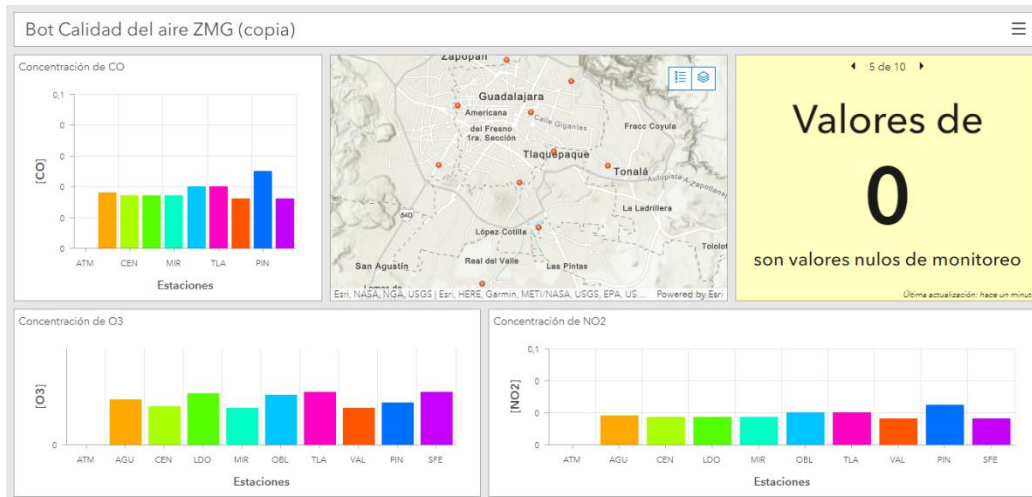 Bot Calidad del aire ZMG (copia)
Concentración de CO
0,1
0
0
0
0
0
[CO]
ATM CEN MIR TLA PIN
Estaciones
Zapopan
Guadalajara
Americana
Calle Gigantes
del Fresno
1ra. Sección
Fracc Coyula
Tlaquepaque
Tonalá
Autopista
La Ladrillera
54D
López Cotilla
San Agustín
Real del Valle
Las Pintas
Esri, NASA, NGA, USGS | Esri, HERE, Garmin, METI/NASA, USGS, EPA, US... Powered by Esri
5 de 10
Valores de
0
son valores nulos de monitoreo
Última actualización: hace un minuto
Concentración de O3
0
0
[O3]
ATM AGU CEN LDO MIR OBL TLA VAL PIN SFE
Estaciones
Concentración de NO2
0,1
0
0
0
[NO2]
ATM AGU CEN LDO MIR OBL TLA VAL PIN SFE
Estaciones